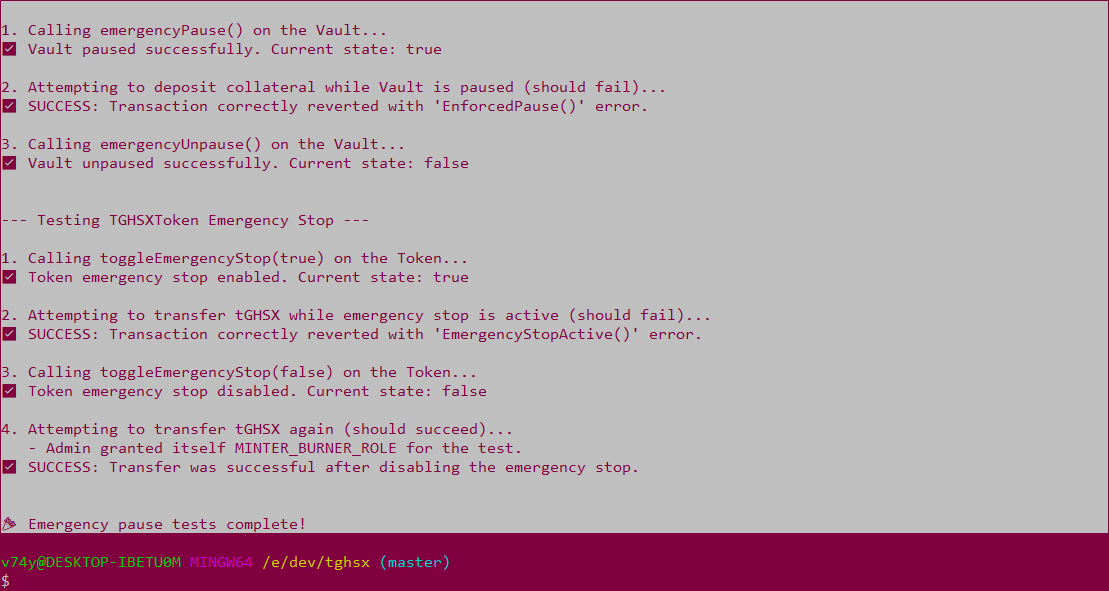 1. Calling emergencyPause() on the Vault...
✅ Vault paused successfully. Current state: true
2. Attempting to deposit collateral while Vault is paused (should fail)...
✅ SUCCESS: Transaction correctly reverted with 'EnforcedPause()' error.
3. Calling emergencyUnpause() on the Vault...
✅ Vault unpaused successfully. Current state: false
--- Testing TGHSXToken Emergency Stop ---
1. Calling toggleEmergencyStop(true) on the Token...
✅ Token emergency stop enabled. Current state: true
2. Attempting to transfer tGHSX while emergency stop is active (should fail)...
✅ SUCCESS: Transaction correctly reverted with 'EmergencyStopActive()' error.
3. Calling toggleEmergencyStop(false) on the Token...
✅ Token emergency stop disabled. Current state: false
4. Attempting to transfer tGHSX again (should succeed)...
- Admin granted itself MINTER_BURNER_ROLE for the test.
✅ SUCCESS: Transfer was successful after disabling the emergency stop.
🎉 Emergency pause tests complete!
v74y@DESKTOP-IBETU0M MINGW64 /e/dev/tghsx (master)
$